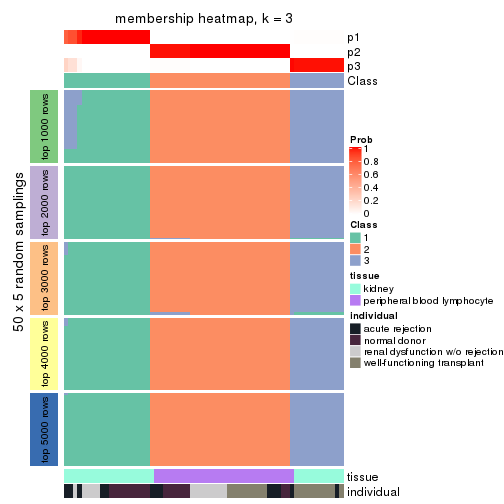 membership heatmap, k = 3
p1
p2
p3
Class
50 x 5 random samplings
top 1000 rows
top 2000 rows
top 3000 rows
top 4000 rows
top 5000 rows
Prob
1
0.8
0.6
0.4
0.2
0
Class
1
2
3
tissue
kidney
peripheral blood lymphocyte
individual
acute rejection
normal donor
renal dysfunction w/o rejection
well-functioning transplant
tissue
individual